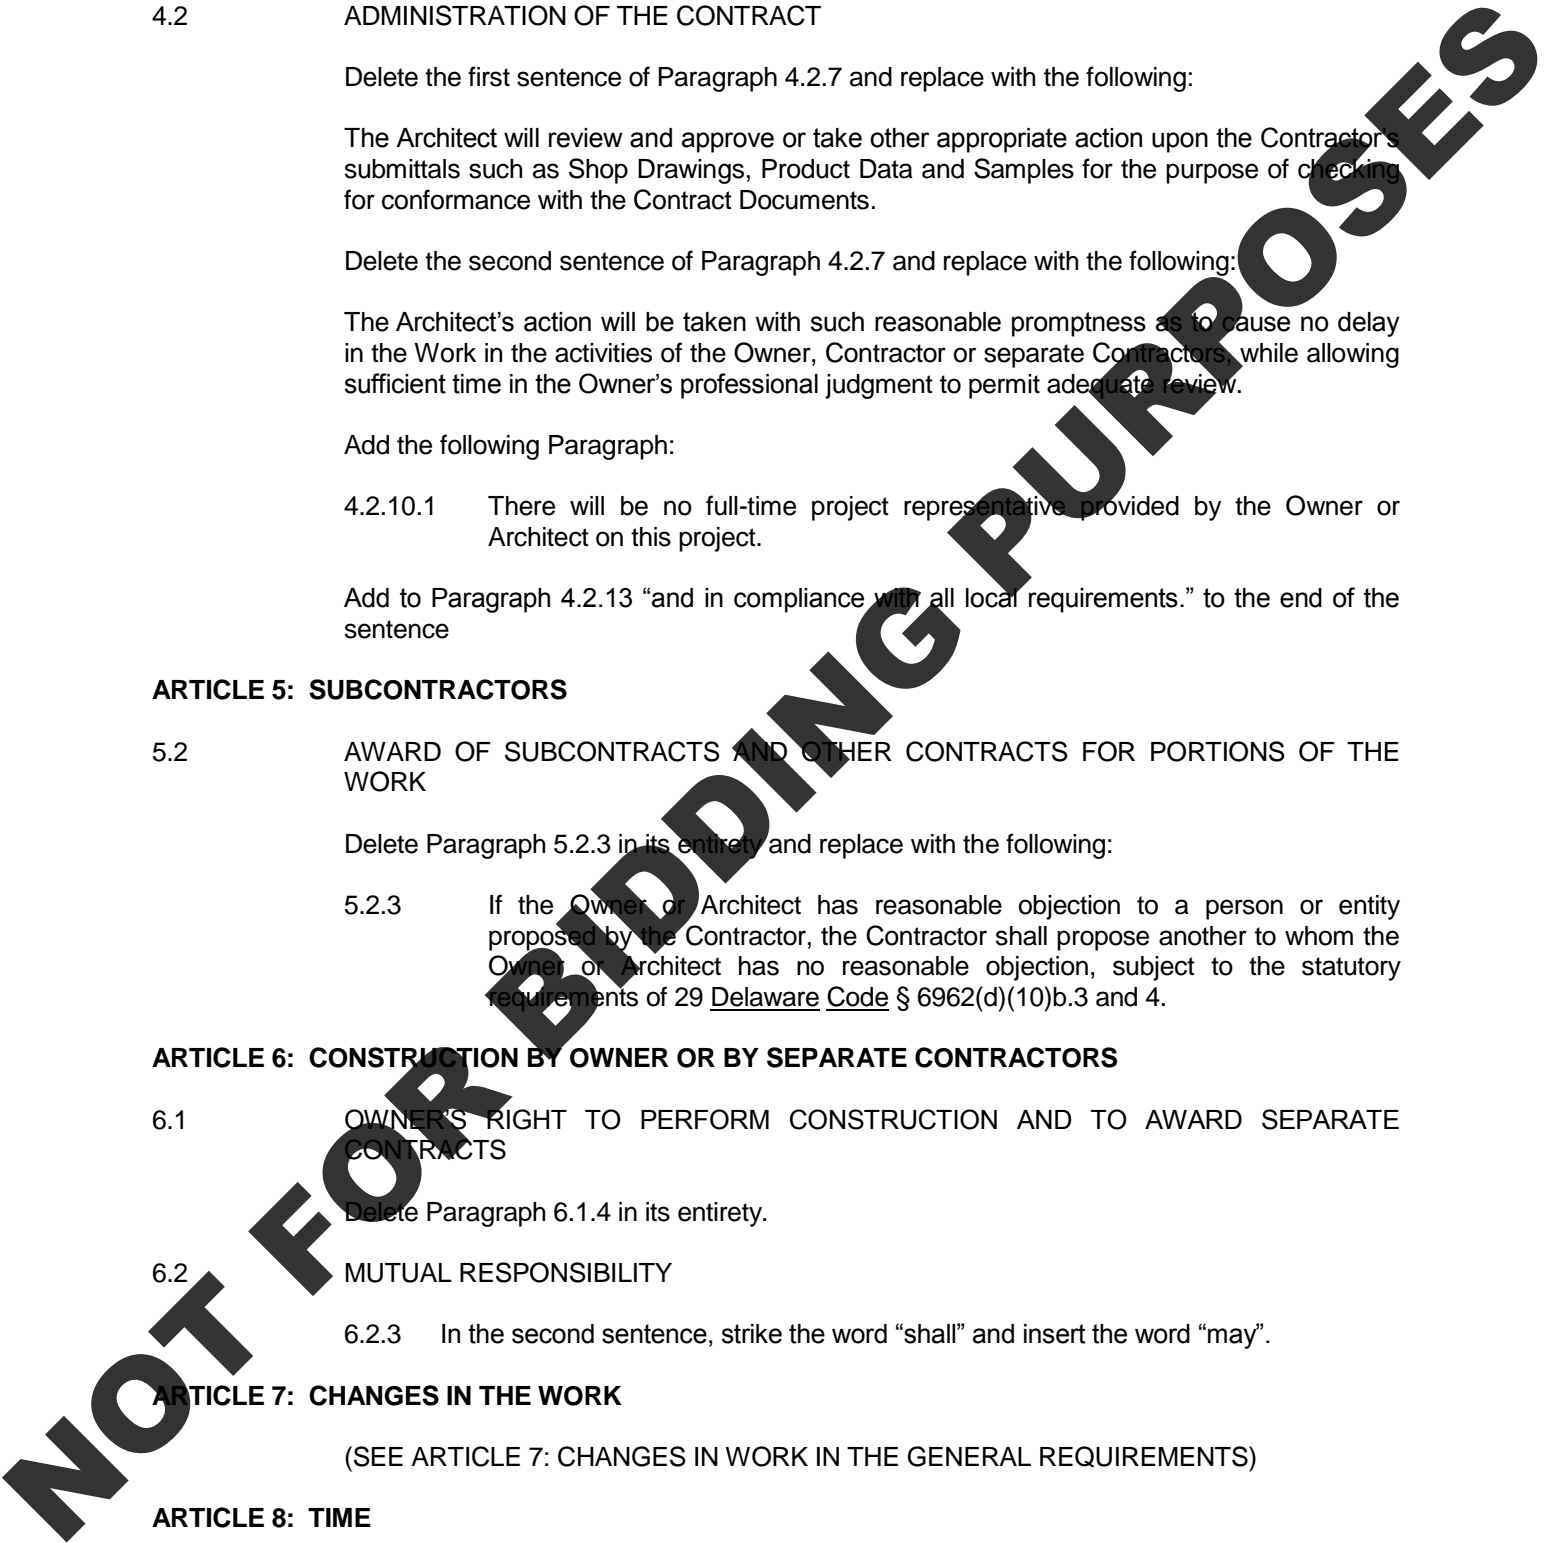 4.2 ADMINISTRATION OF THE CONTRACT
Delete the first sentence of Paragraph 4.2.7 and replace with the following:
The Architect will review and approve or take other appropriate action upon the Contractor’s
submittals such as Shop Drawings, Product Data and Samples for the purpose of checking
for conformance with the Contract Documents.
Delete the second sentence of Paragraph 4.2.7 and replace with the following:
The Architect’s action will be taken with such reasonable promptness as to cause no delay
in the Work in the activities of the Owner, Contractor or separate Contractors, while allowing
sufficient time in the Owner’s professional judgment to permit adequate review.
Add the following Paragraph:
4.2.10.1 There will be no full-time project representative provided by the Owner or
Architect on this project.
Add to Paragraph 4.2.13 “and in compliance with all local requirements.” to the end of the
sentence
ARTICLE 5: SUBCONTRACTORS
5.2 AWARD OF SUBCONTRACTS AND OTHER CONTRACTS FOR PORTIONS OF THE
WORK
Delete Paragraph 5.2.3 in its entirety and replace with the following:
5.2.3 If the Owner or Architect has reasonable objection to a person or entity
proposed by the Contractor, the Contractor shall propose another to whom the
Owner or Architect has no reasonable objection, subject to the statutory
requirements of 29 Delaware Code § 6962(d)(10)b.3 and 4.
ARTICLE 6: CONSTRUCTION BY OWNER OR BY SEPARATE CONTRACTORS
6.1 OWNER’S RIGHT TO PERFORM CONSTRUCTION AND TO AWARD SEPARATE
CONTRACTS
Delete Paragraph 6.1.4 in its entirety.
6.2 MUTUAL RESPONSIBILITY
6.2.3 In the second sentence, strike the word “shall” and insert the word “may”.
ARTICLE 7: CHANGES IN THE WORK
(SEE ARTICLE 7: CHANGES IN WORK IN THE GENERAL REQUIREMENTS)
ARTICLE 8: TIME
NOT FOR BIDDING PURPOSES